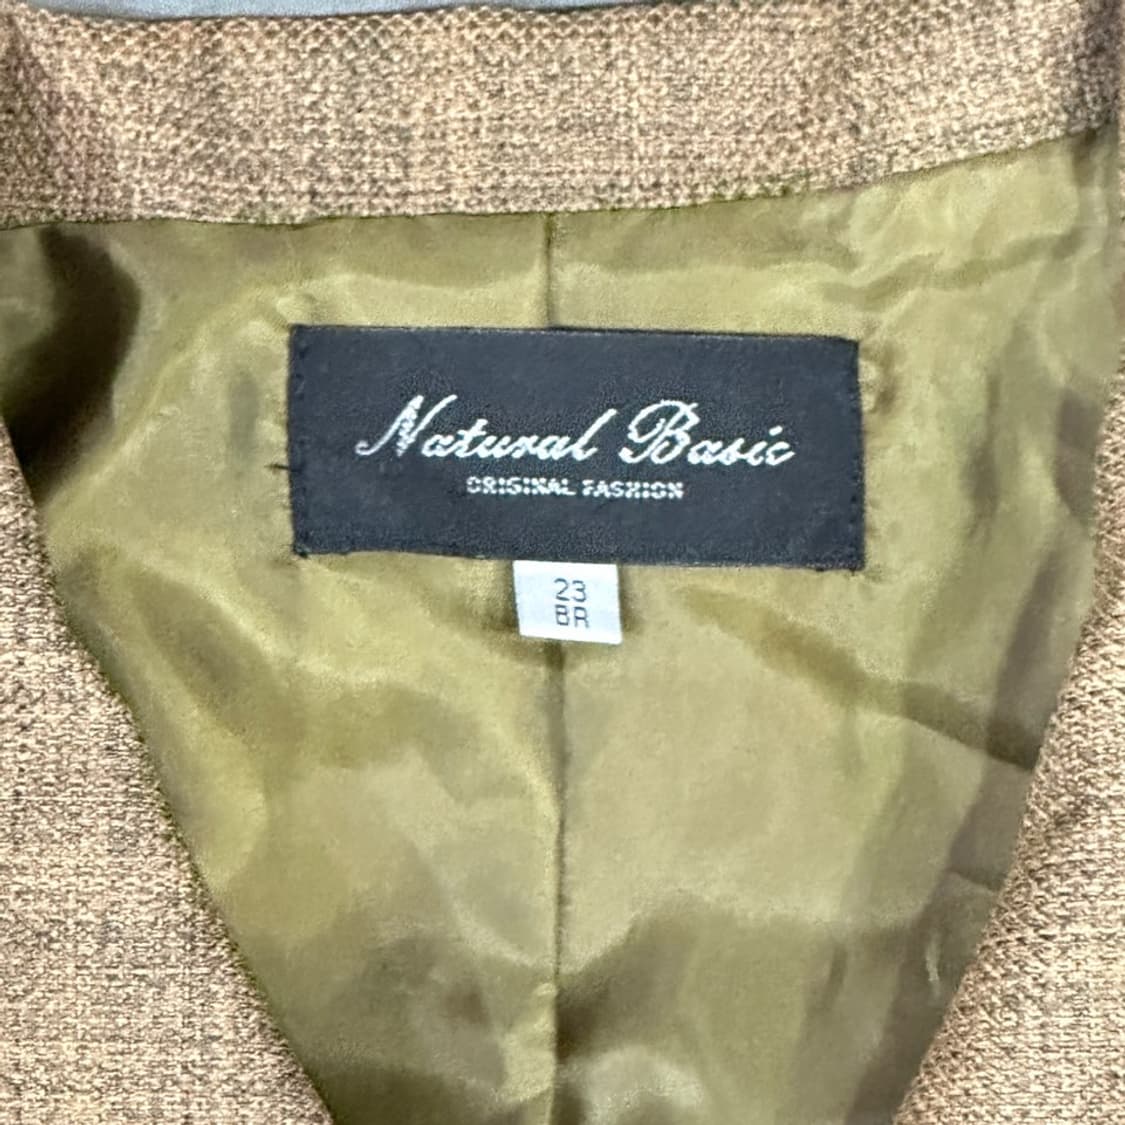 Natural Basic
ORIGINAL FASHION
23
BR